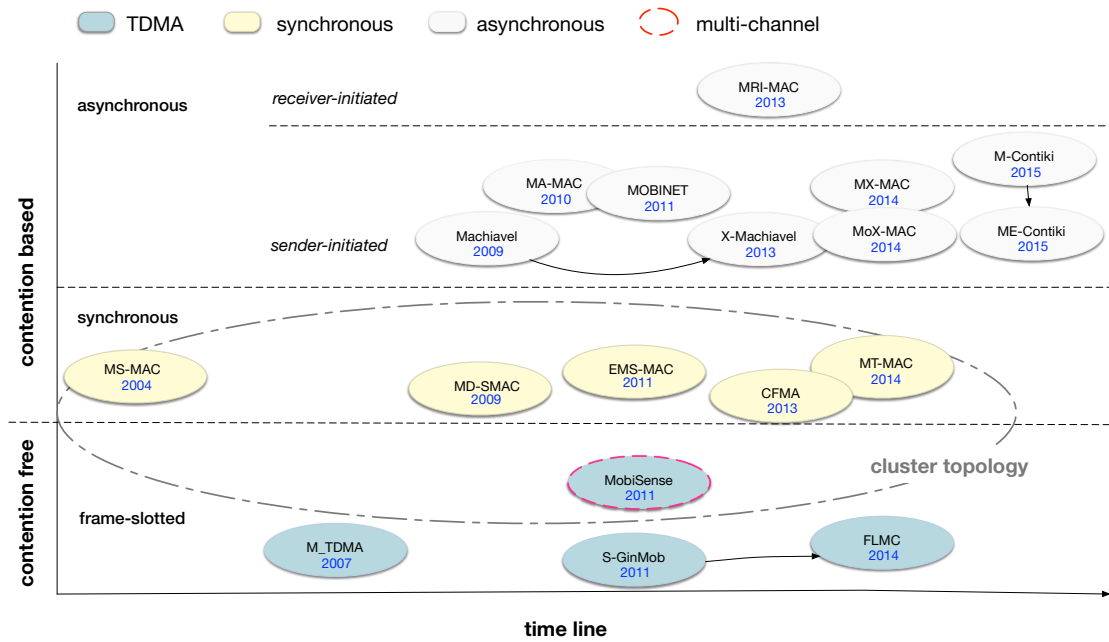 TDMA
synchronous
asynchronous
multi-channel
contention based
contention free
asynchronous
receiver-initiated
MRI-MAC
2013
sender-initiated
MA-MAC
2010
MOBINET
2011
MX-MAC
2014
M-Contiki
2015
Machiavel
2009
X-Machiavel
2013
MoX-MAC
2014
ME-Contiki
2015
synchronous
MS-MAC
2004
MD-SMAC
2009
EMS-MAC
2011
CFMA
2013
MT-MAC
2014
cluster topology
frame-slotted
MobiSense
2011
M_TDMA
2007
S-GinMob
2011
FLMC
2014
time line